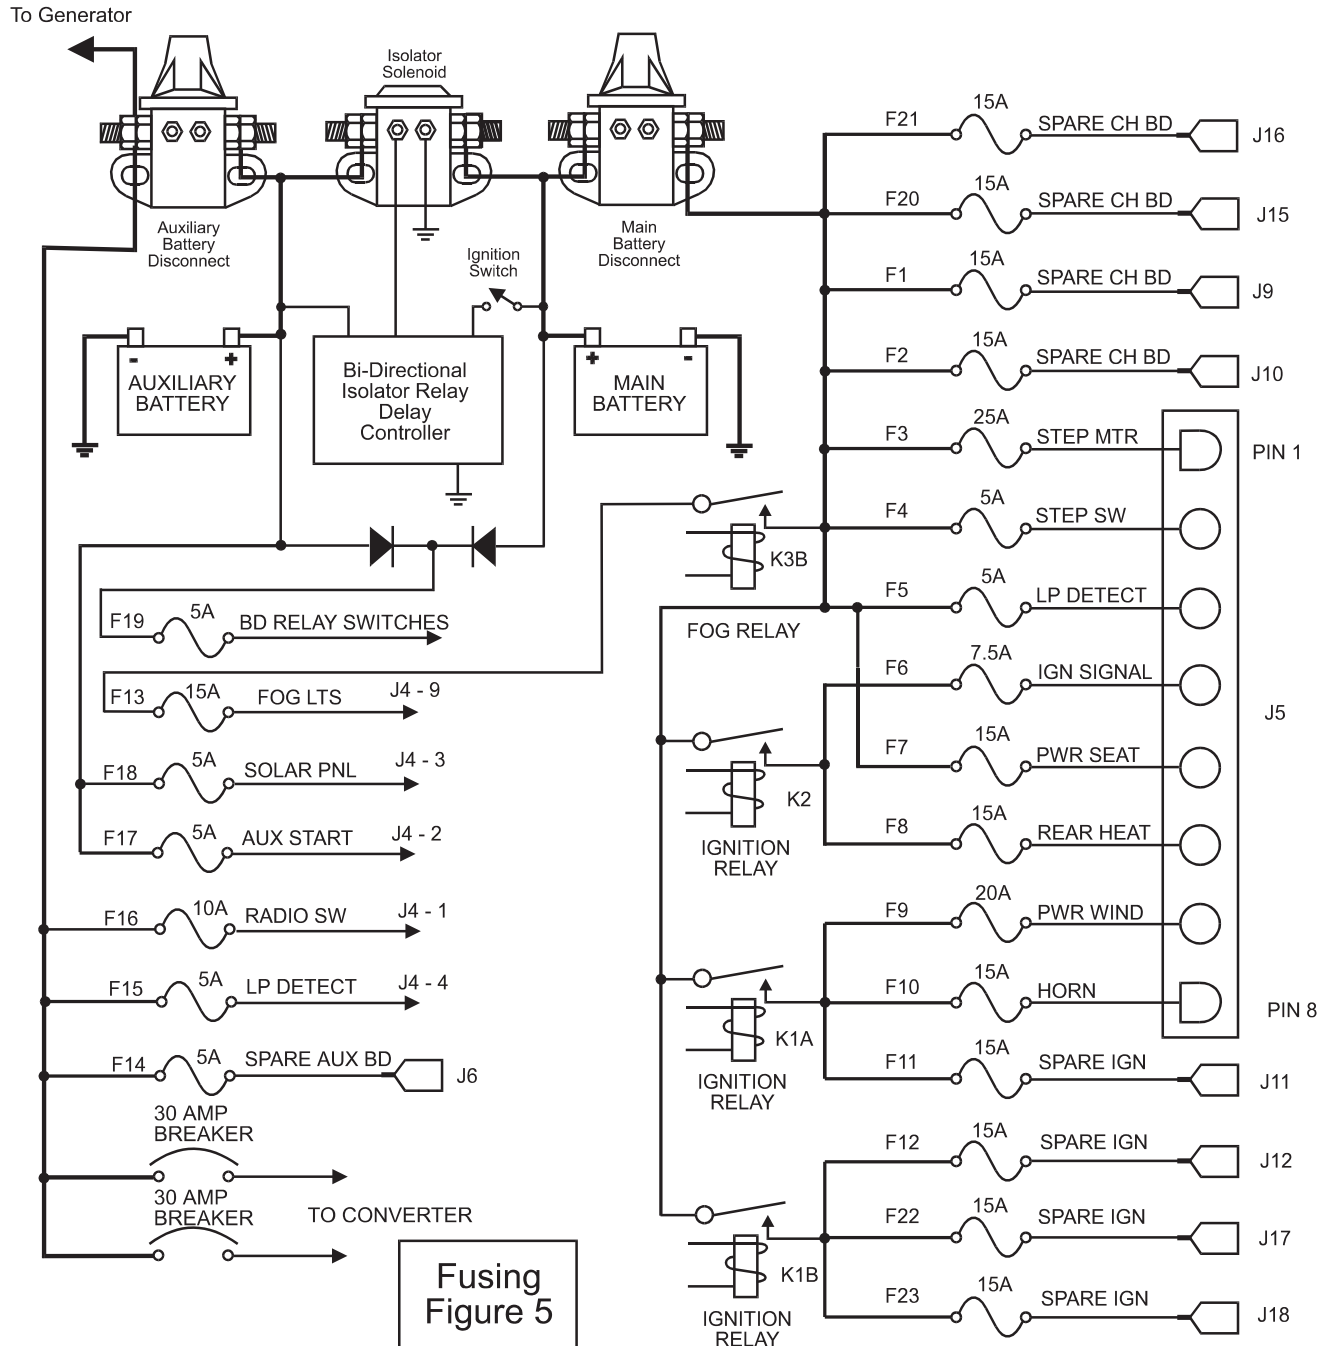 To Generator
Isolator
Solenoid
Auxiliary
Battery
Disconnect
Ignition
Switch
Main
Battery
Disconnect
- +
AUXILIARY
BATTERY
Bi-Directional
Isolator Relay
Delay
Controller
+ -
MAIN
BATTERY
F19 5A BD RELAY SWITCHES
F13 15A FOG LTS J4 - 9
F18 5A SOLAR PNL J4 - 3
F17 5A AUX START J4 - 2
F16 10A RADIO SW J4 - 1
F15 5A LP DETECT J4 - 4
F14 5A SPARE AUX BD J6
30 AMP
BREAKER
30 AMP
BREAKER
TO CONVERTER
Fusing
Figure 5
K3B
FOG RELAY
K2
IGNITION
RELAY
K1A
IGNITION
RELAY
K1B
IGNITION
RELAY
F21 15A SPARE CH BD J16
F20 15A SPARE CH BD J15
F1 15A SPARE CH BD J9
F2 15A SPARE CH BD J10
F3 25A STEP MTR PIN 1
F4 5A STEP SW
F5 5A LP DETECT
F6 7.5A IGN SIGNAL
J5
F7 15A PWR SEAT
F8 15A REAR HEAT
F9 20A PWR WIND
F10 15A HORN PIN 8
F11 15A SPARE IGN J11
F12 15A SPARE IGN J12
F22 15A SPARE IGN J17
F23 15A SPARE IGN J18